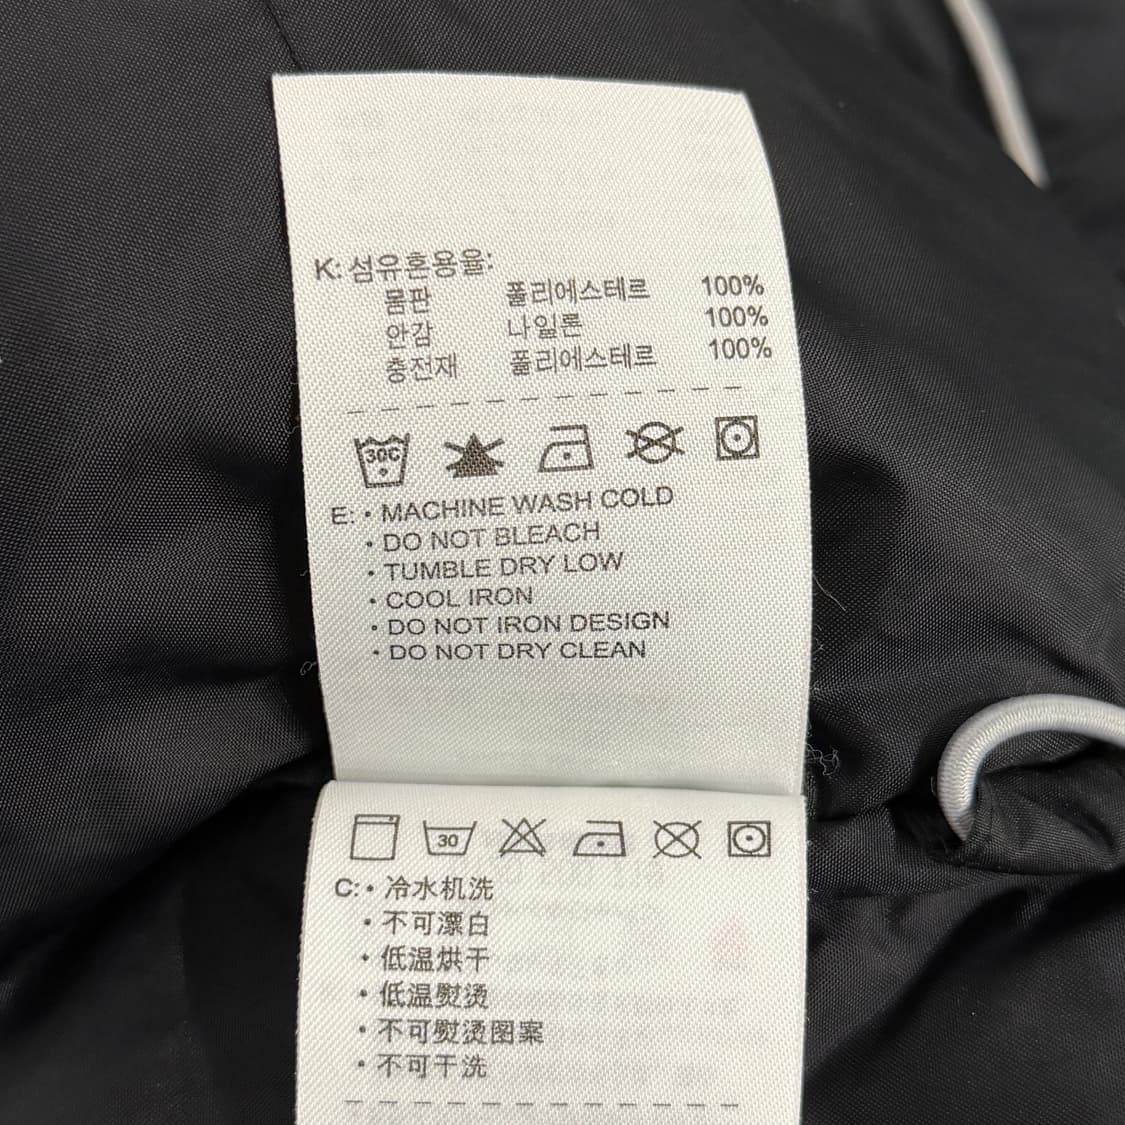 K: 섬유혼용율:
몸판 폴리에스테르 100%
안감 나일론 100%
충전재 폴리에스테르 100%
30C
E: • MACHINE WASH COLD
• DO NOT BLEACH
• TUMBLE DRY LOW
• COOL IRON
• DO NOT IRON DESIGN
• DO NOT DRY CLEAN
30
C: • 冷水机洗
• 不可漂白
• 低温烘干
• 低温熨烫
• 不可熨烫图案
• 不可干洗